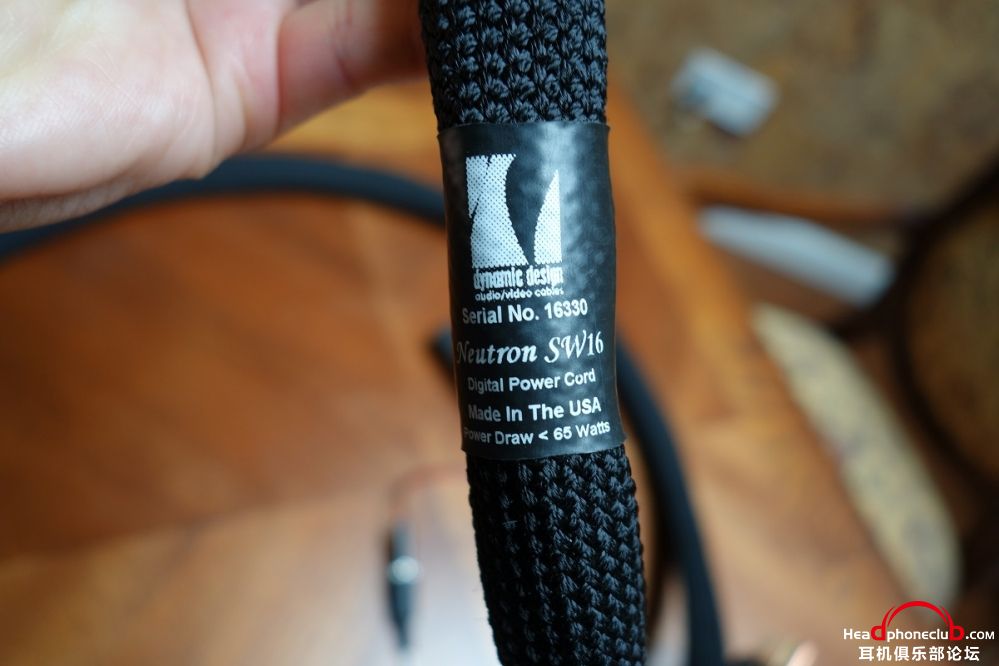 dynamic design
audio/video cables
Serial No. 16330
Neutron SW16
Digital Power Cord
Made In The USA
Power Draw < 65 Watts
Headphoneclub.com
耳机俱乐部论坛